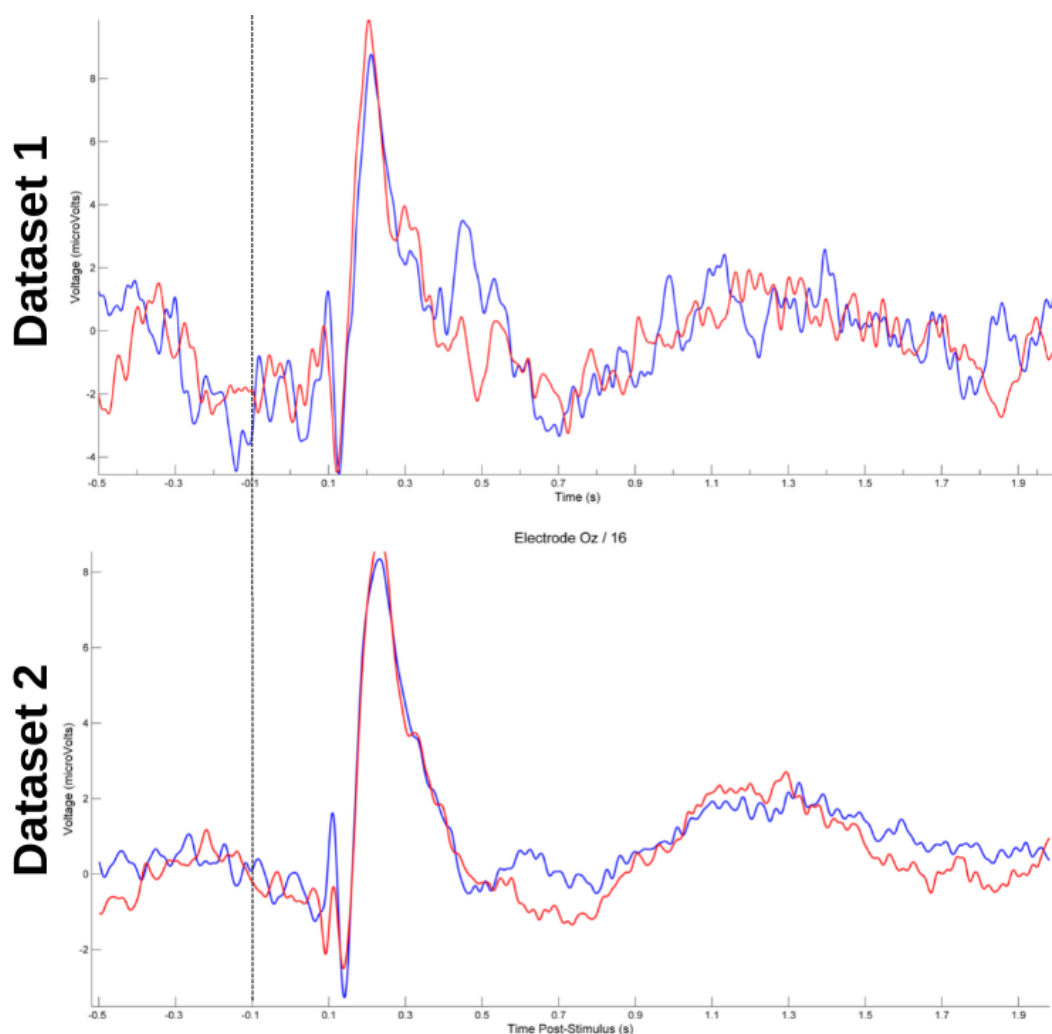 Dataset 1
Voltage (microVolts)
8
6
4
2
0
-2
-4
-0.5 -0.3 -0.1 0.1 0.3 0.5 0.7 0.9 1.1 1.3 1.5 1.7 1.9
Time (s)
Electrode Oz / 16
Dataset 2
Voltage (microVolts)
8
6
4
2
0
-2
-0.5 -0.3 -0.1 0.1 0.3 0.5 0.7 0.9 1.1 1.3 1.5 1.7 1.9
Time Post-Stimulus (s)